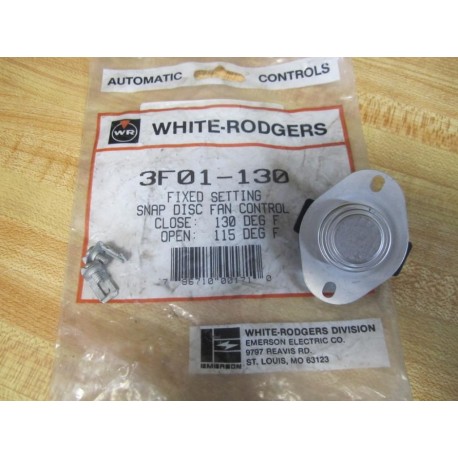 AUTOMATIC CONTROLS
WR WHITE-RODGERS
3F01-130
FIXED SETTING
SNAP DISC FAN CONTROL
CLOSE: 130 DEG F
OPEN: 115 DEG F
WHITE-RODGERS DIVISION
EMERSON ELECTRIC CO.
9797 REAVIS RD.
ST. LOUIS, MO 63123
EMERSON